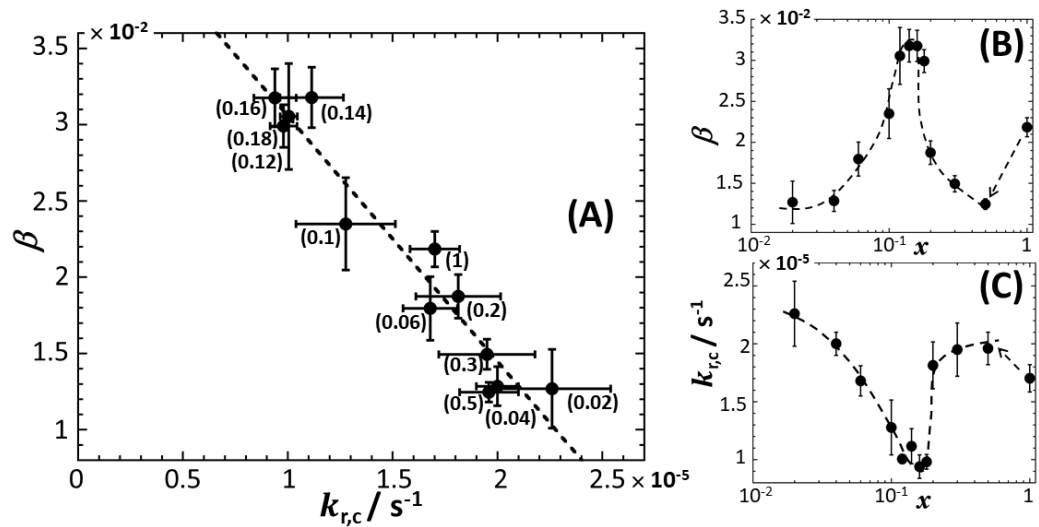 3.5 × 10⁻²
3
2.5
2
1.5
1
β
(0.16)
(0.14)
(0.18)
(0.12)
(0.1)
(1)
(0.2)
(0.06)
(0.3)
(0.5)
(0.04)
(0.02)
(A)
0 0.5 1 1.5 2 2.5 × 10⁻⁵
k_r,c / s⁻¹
3.5 × 10⁻²
3
2.5
2
1.5
1
β
(B)
10⁻² 10⁻¹ x 1
× 10⁻⁵
2.5
2
1.5
1
k_r,c / s⁻¹
(C)
10⁻² 10⁻¹ x 1